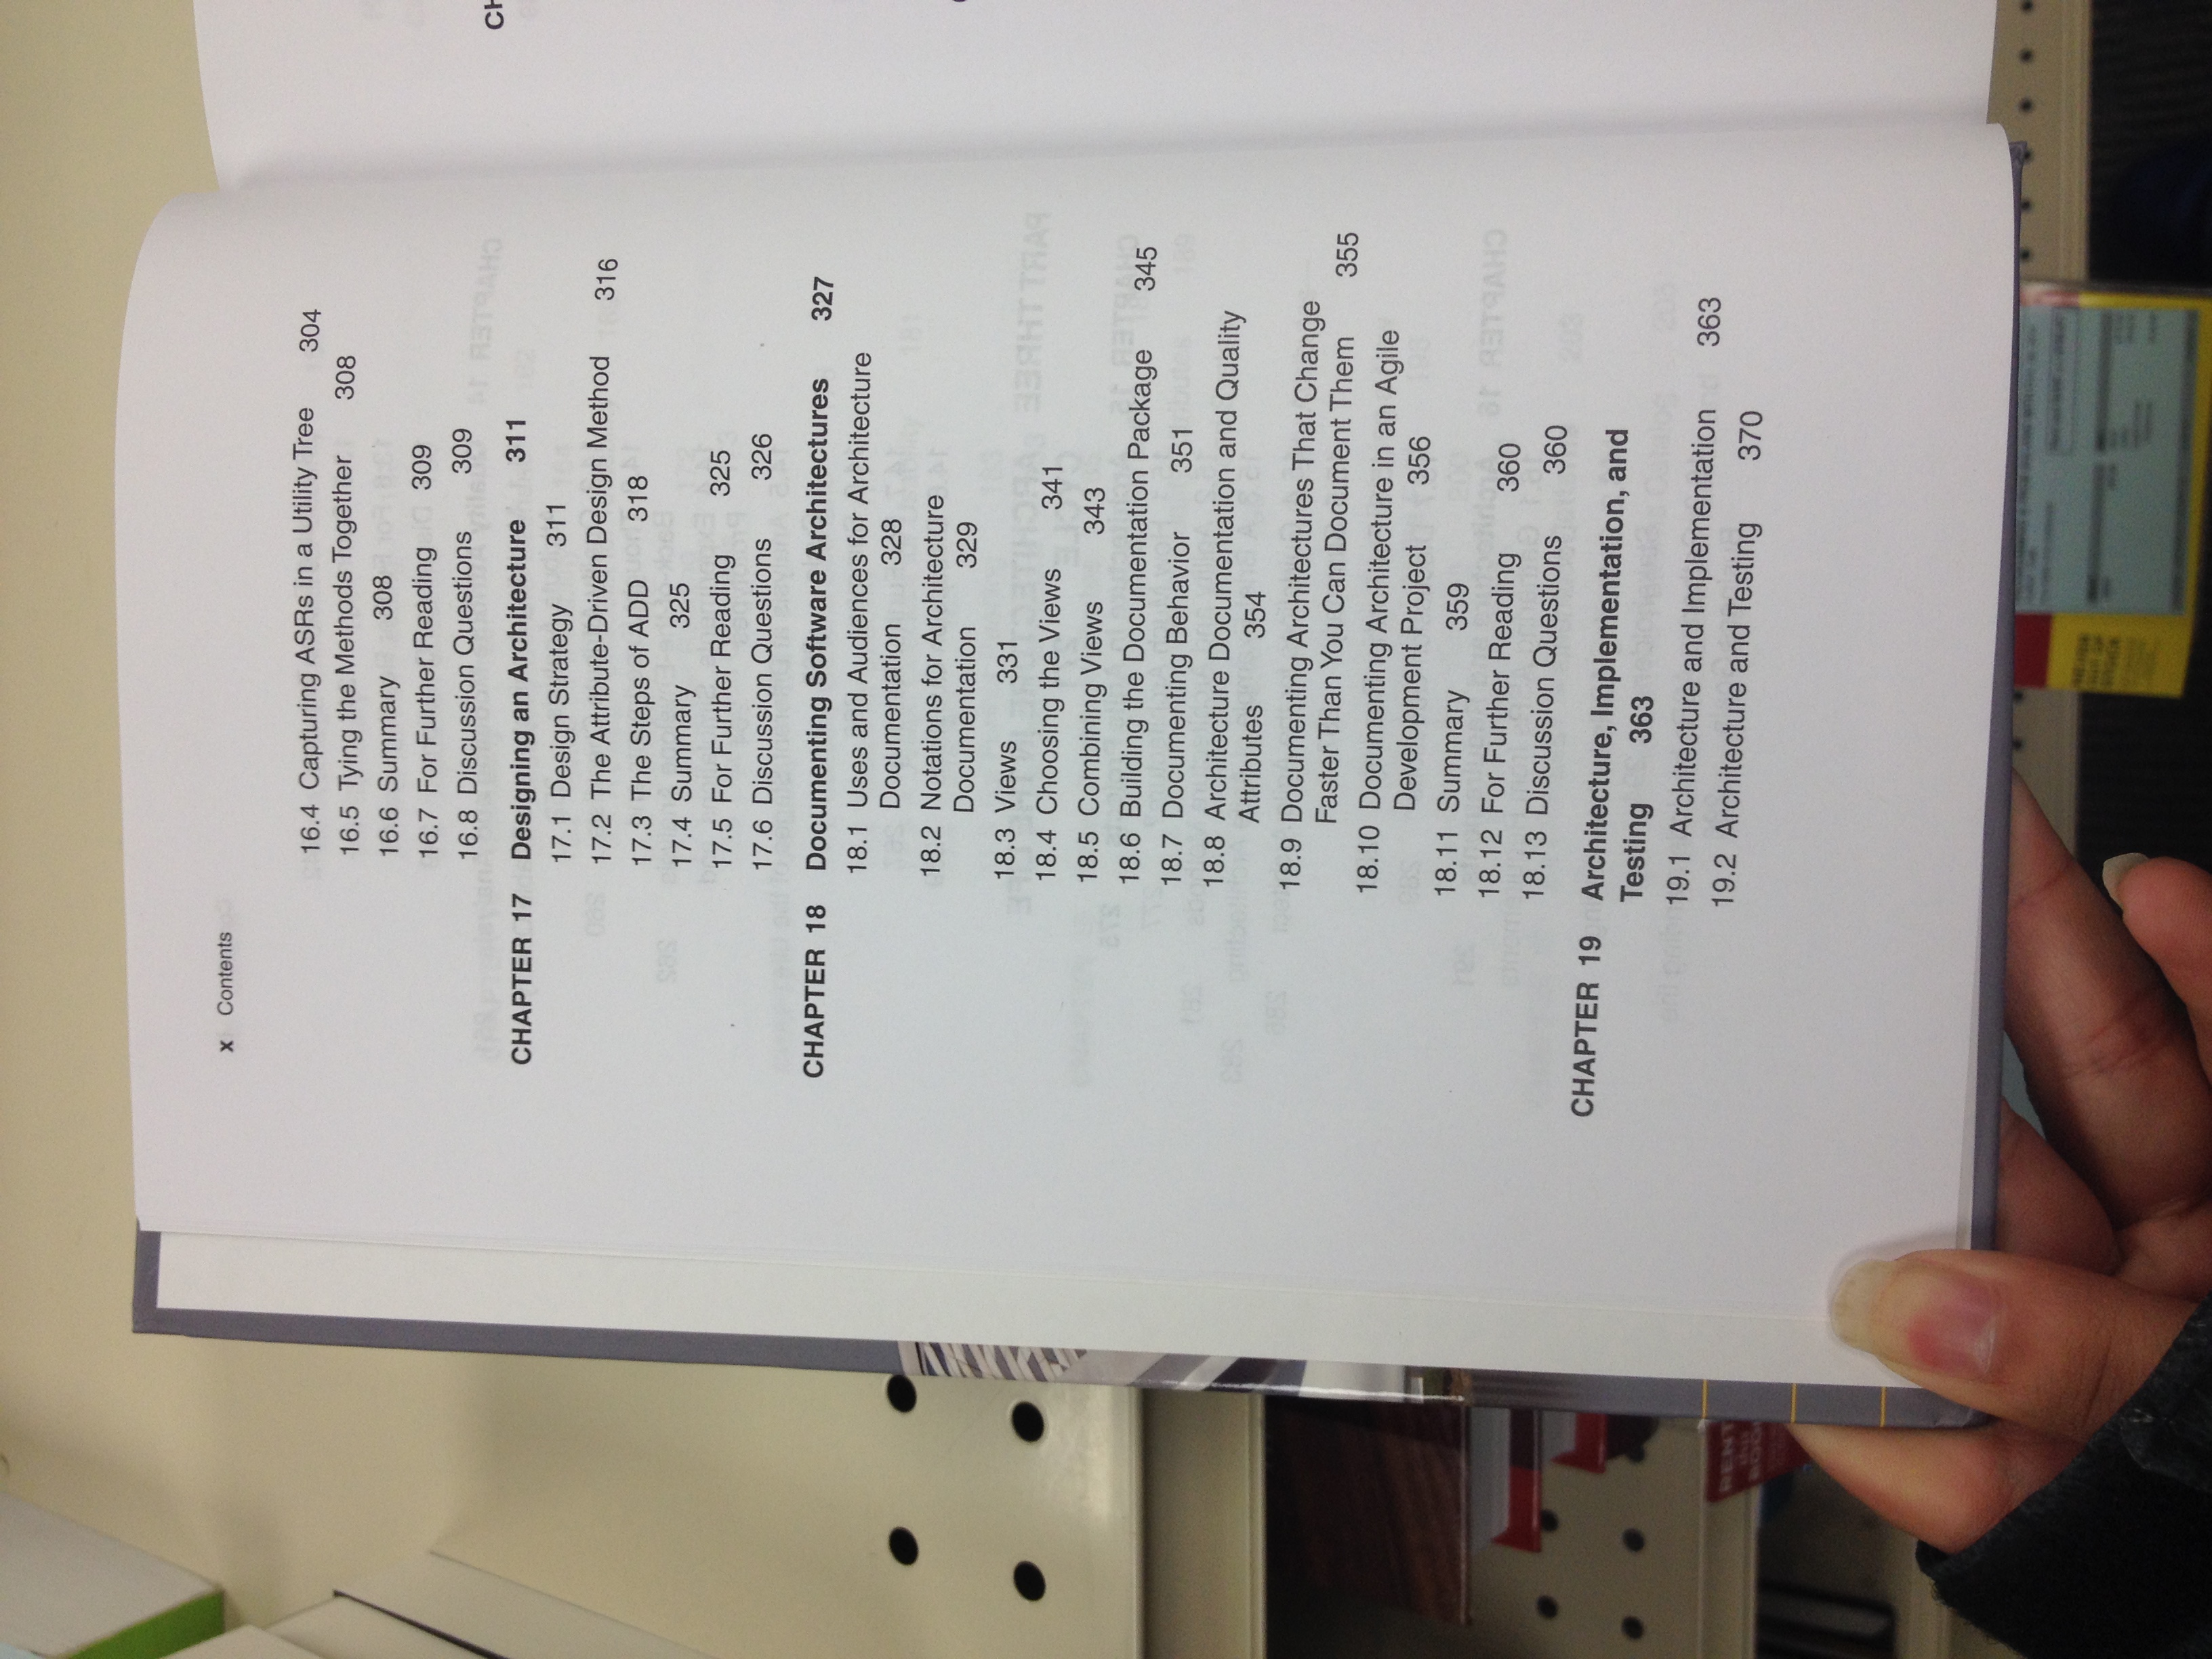 x Contents
16.4 Capturing ASRs in a Utility Tree 304
16.5 Tying the Methods Together 308
16.6 Summary 308
16.7 For Further Reading 309
16.8 Discussion Questions 309
CHAPTER 17 Designing an Architecture 311
17.1 Design Strategy 311
17.2 The Attribute-Driven Design Method 316
17.3 The Steps of ADD 318
17.4 Summary 325
17.5 For Further Reading 325
17.6 Discussion Questions 326
CHAPTER 18 Documenting Software Architectures 327
18.1 Uses and Audiences for Architecture
Documentation 328
18.2 Notations for Architecture
Documentation 329
18.3 Views 331
18.4 Choosing the Views 341
18.5 Combining Views 343
18.6 Building the Documentation Package 345
18.7 Documenting Behavior 351
18.8 Architecture Documentation and Quality
Attributes 354
18.9 Documenting Architectures That Change
Faster Than You Can Document Them 355
18.10 Documenting Architecture in an Agile
Development Project 356
18.11 Summary 359
18.12 For Further Reading 360
18.13 Discussion Questions 360
CHAPTER 19 Architecture, Implementation, and
Testing 363
19.1 Architecture and Implementation 363
19.2 Architecture and Testing 370
CH
RENT
this
BOOK
NEVER
OUT OF
STOCK